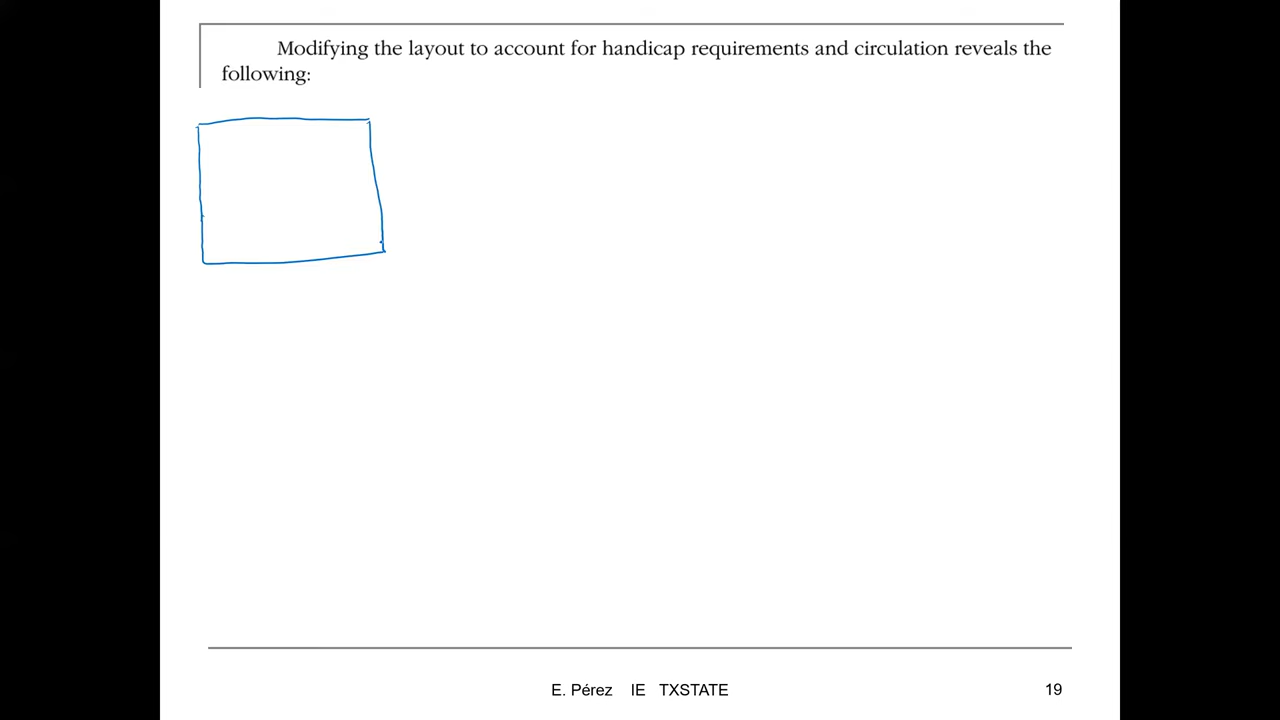 Modifying the layout to account for handicap requirements and circulation reveals the
following:
E. Pérez IE TXSTATE 19